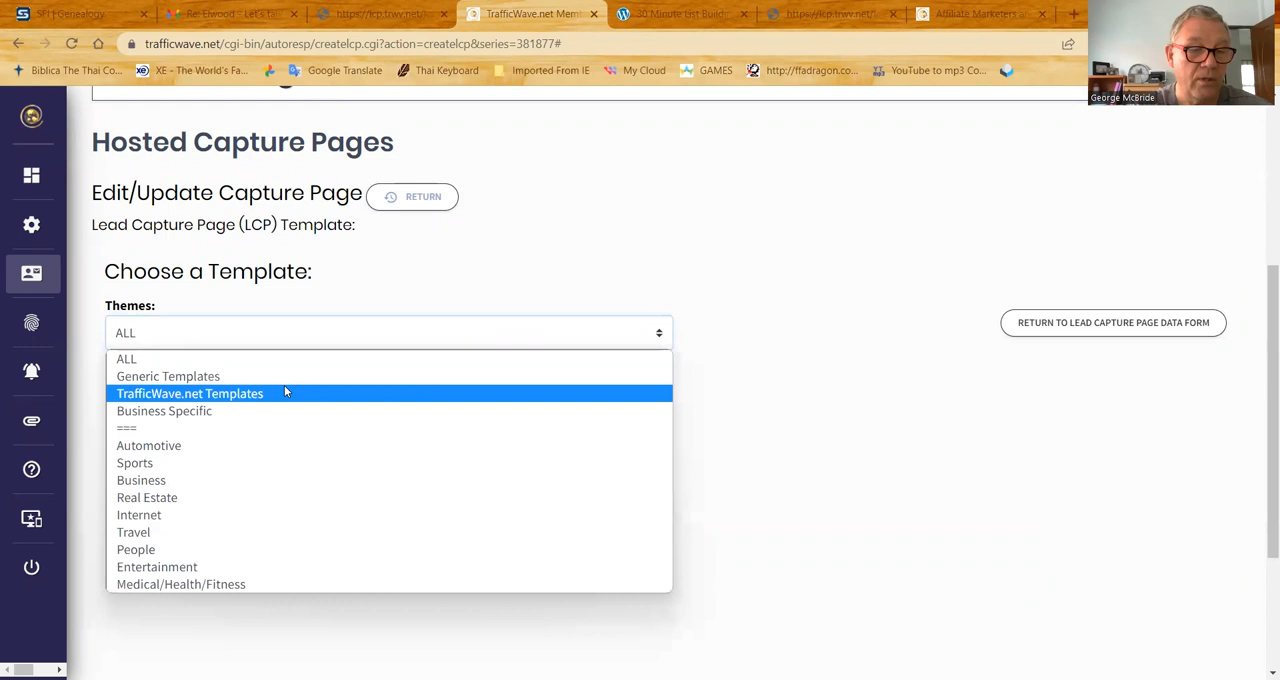 SFI | Genealogy
Re: Elwood - Let's tal
https://lcp.trwv.net/
TrafficWave.net Mem
30 Minute List Build
https://lcp.trwv.net/
Affiliate Marketers a
trafficwave.net/cgi-bin/autoresp/createlcp.cgi?action=createlcp&series=381877#
Biblica The Thai Co...
XE - The World's Fa...
Google Translate
Thai Keyboard
Imported From IE
My Cloud
GAMES
http://ffadragon.co...
YouTube to mp3 Co...
George McBride
Hosted Capture Pages
Edit/Update Capture Page
RETURN
Lead Capture Page (LCP) Template:
Choose a Template:
Themes:
ALL
RETURN TO LEAD CAPTURE PAGE DATA FORM
ALL
Generic Templates
TrafficWave.net Templates
Business Specific
===
Automotive
Sports
Business
Real Estate
Internet
Travel
People
Entertainment
Medical/Health/Fitness